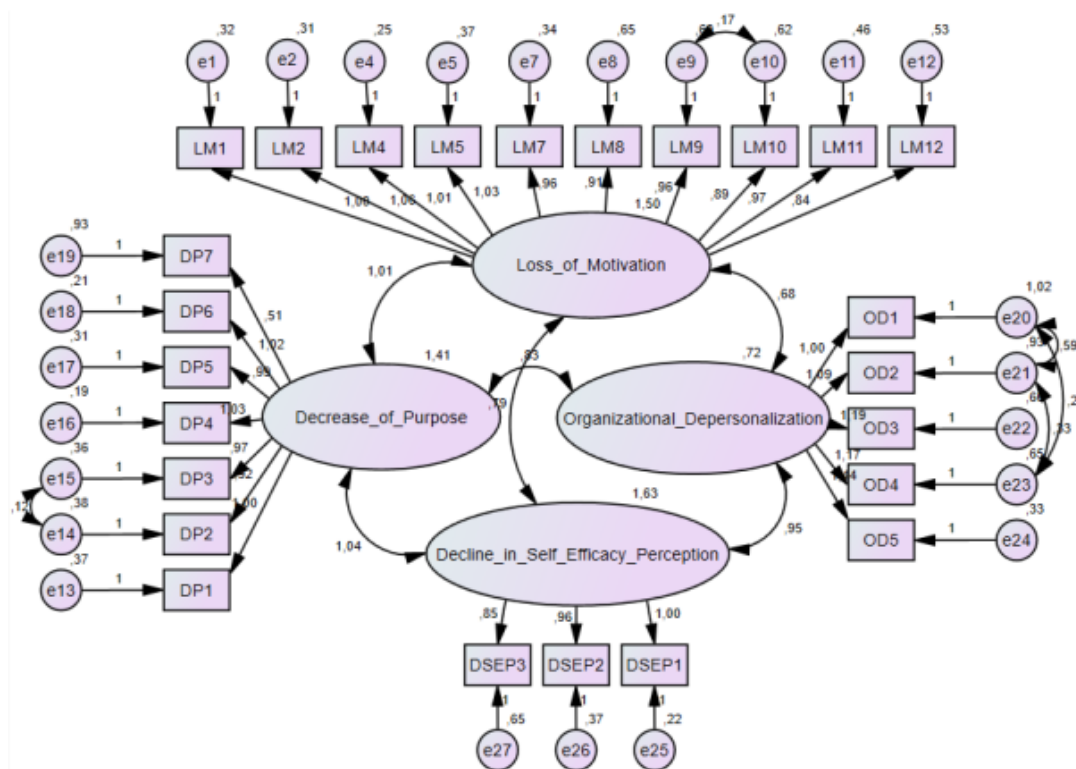 ,32 ,31 ,25 ,37 ,34 ,65 ,17 ,62 ,46 ,53
e1 e2 e4 e5 e7 e8 e9 e10 e11 e12
1 1 1 1 1 1 1 1 1 1
LM1 LM2 LM4 LM5 LM7 LM8 LM9 LM10 LM11 LM12
1,01 1,03 ,96 ,91 ,96 ,89 ,97 ,84
1,50
Loss_of_Motivation
,93
e19 1 DP7
,21
e18 1 DP6
,31
e17 1 DP5
,19
e16 1 DP4
,36
e15 1 DP3
,12 ,38
e14 1 DP2
,37
e13 1 DP1
,51
1,02
1,03
,97
1,00
1,01
,68
1,41
,83
,72
,79
Decrease_of_Purpose
Organizational_Depersonalization
1,02
OD1 1 e20
,59
OD2 1 e21
OD3 1 e22
,33
,65
OD4 1 e23
,33
OD5 1 e24
1,00
1,09
1,19
1,17
1,63
1,04
,95
Decline_in_Self_Efficacy_Perception
,85 ,96 1,00
DSEP3 DSEP2 DSEP1
1 1 1
,65 ,37 ,22
e27 e26 e25